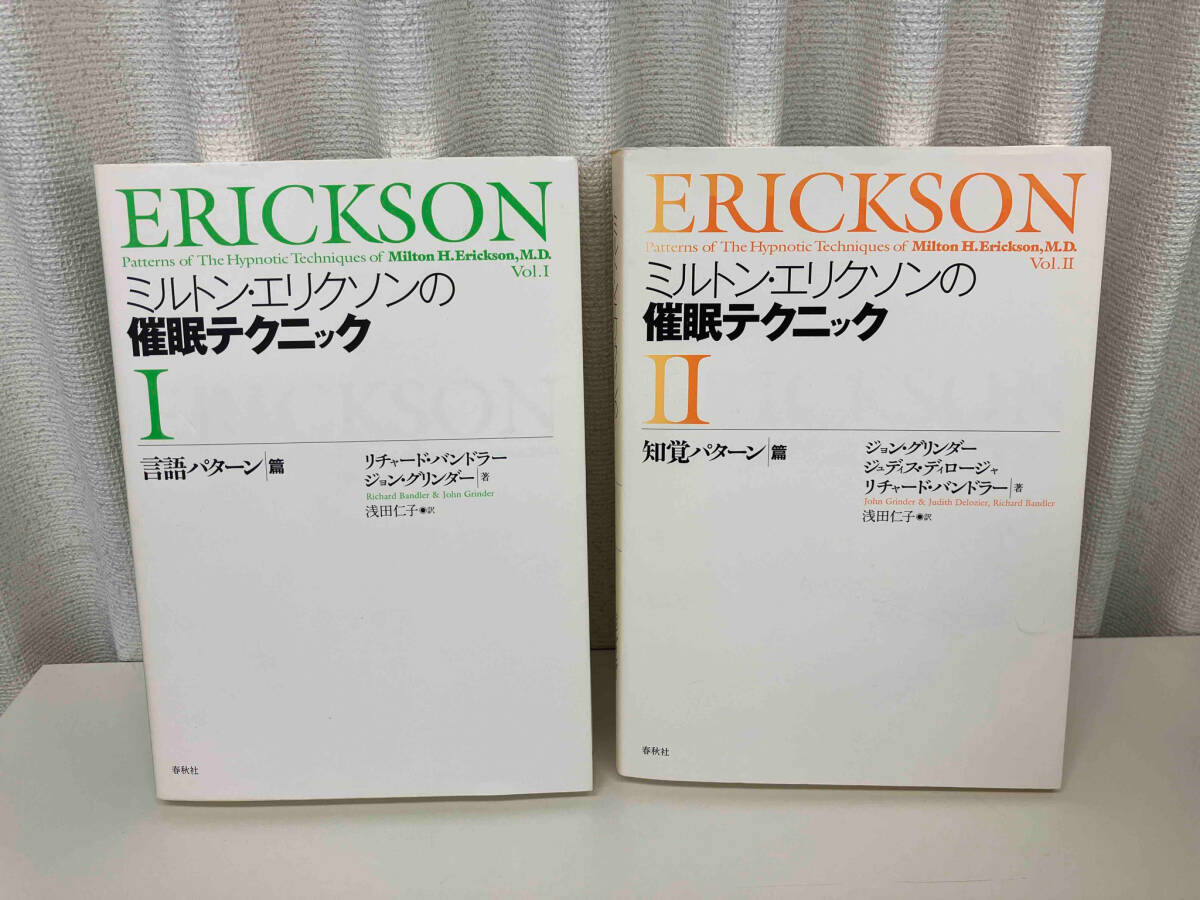 ERICKSON
Patterns of The Hypnotic Techniques of Milton H. Erickson, M.D.
Vol.I
ミルトン・エリクソンの
催眠テクニック
I
言語パターン篇
リチャード・バンドラー
ジョン・グリンダー 著
Richard Bandler & John Grinder
浅田仁子◉訳
春秋社
ERICKSON
Patterns of The Hypnotic Techniques of Milton H. Erickson, M.D.
Vol.II
ミルトン・エリクソンの
催眠テクニック
II
知覚パターン篇
ジョン・グリンダー
ジュディス・ディロージャ
リチャード・バンドラー 著
John Grinder & Judith Delozier, Richard Bandler
浅田仁子◉訳
春秋社